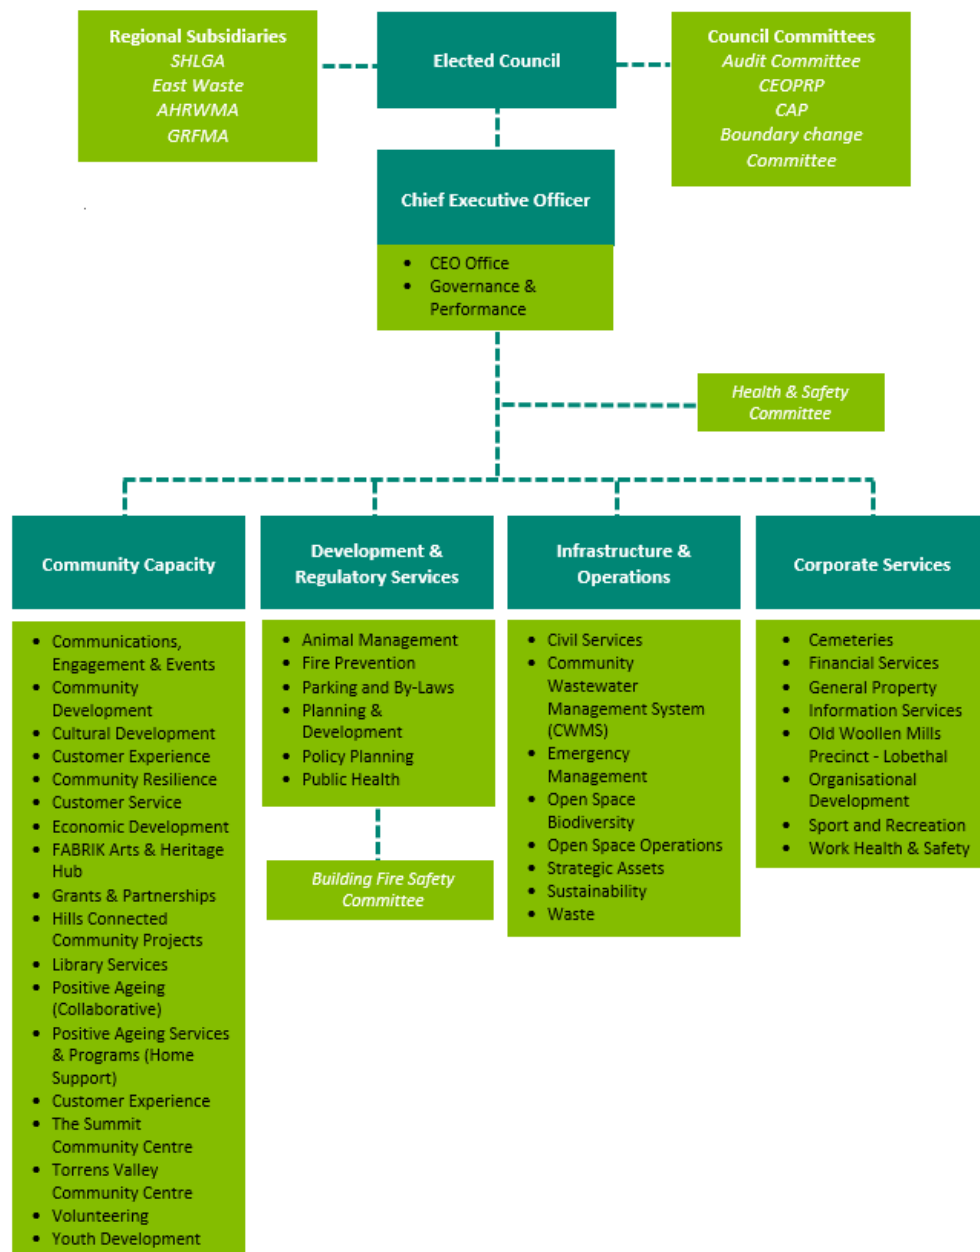 Regional Subsidiaries
SHLGA
East Waste
AHRWMA
GRFMA
Elected Council
Council Committees
Audit Committee
CEOPRP
CAP
Boundary change
Committee
Chief Executive Officer
• CEO Office
• Governance &
Performance
Health & Safety
Committee
Community Capacity
• Communications,
Engagement & Events
• Community
Development
• Cultural Development
• Customer Experience
• Community Resilience
• Customer Service
• Economic Development
• FABRIK Arts & Heritage
Hub
• Grants & Partnerships
• Hills Connected
Community Projects
• Library Services
• Positive Ageing
(Collaborative)
• Positive Ageing Services
& Programs (Home
Support)
• Customer Experience
• The Summit
Community Centre
• Torrens Valley
Community Centre
• Volunteering
• Youth Development
Development &
Regulatory Services
• Animal Management
• Fire Prevention
• Parking and By-Laws
• Planning &
Development
• Policy Planning
• Public Health
Building Fire Safety
Committee
Infrastructure &
Operations
• Civil Services
• Community
Wastewater
Management System
(CWMS)
• Emergency
Management
• Open Space
Biodiversity
• Open Space Operations
• Strategic Assets
• Sustainability
• Waste
Corporate Services
• Cemeteries
• Financial Services
• General Property
• Information Services
• Old Woollen Mills
Precinct - Lobethal
• Organisational
Development
• Sport and Recreation
• Work Health & Safety